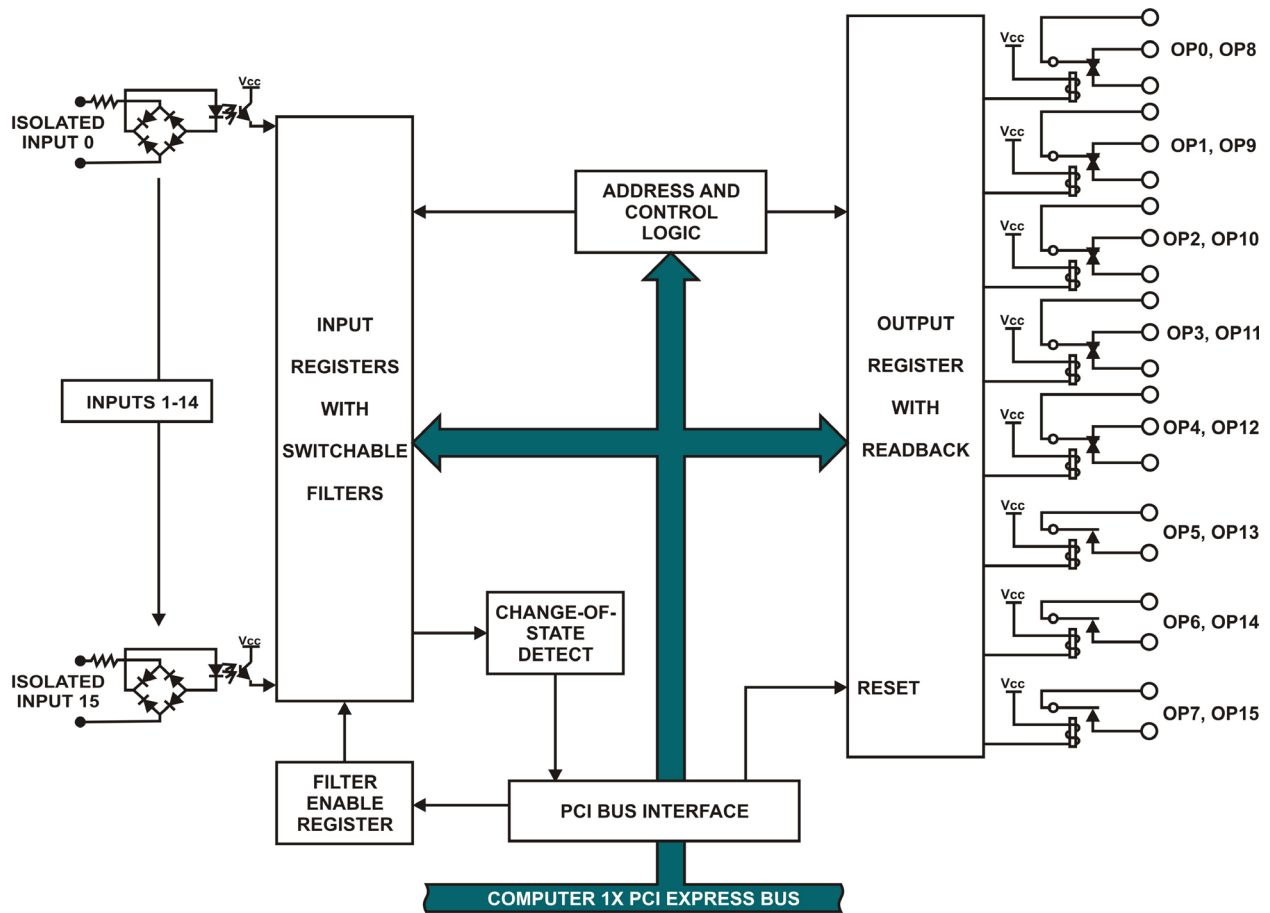 Vcc
ISOLATED
INPUT 0
INPUTS 1-14
Vcc
ISOLATED
INPUT 15
INPUT
REGISTERS
WITH
SWITCHABLE
FILTERS
FILTER
ENABLE
REGISTER
CHANGE-OF-
STATE
DETECT
ADDRESS AND
CONTROL
LOGIC
PCI BUS INTERFACE
COMPUTER 1X PCI EXPRESS BUS
OUTPUT
REGISTER
WITH
READBACK
RESET
Vcc
OP0, OP8
Vcc
OP1, OP9
Vcc
OP2, OP10
Vcc
OP3, OP11
Vcc
OP4, OP12
Vcc
OP5, OP13
Vcc
OP6, OP14
Vcc
OP7, OP15